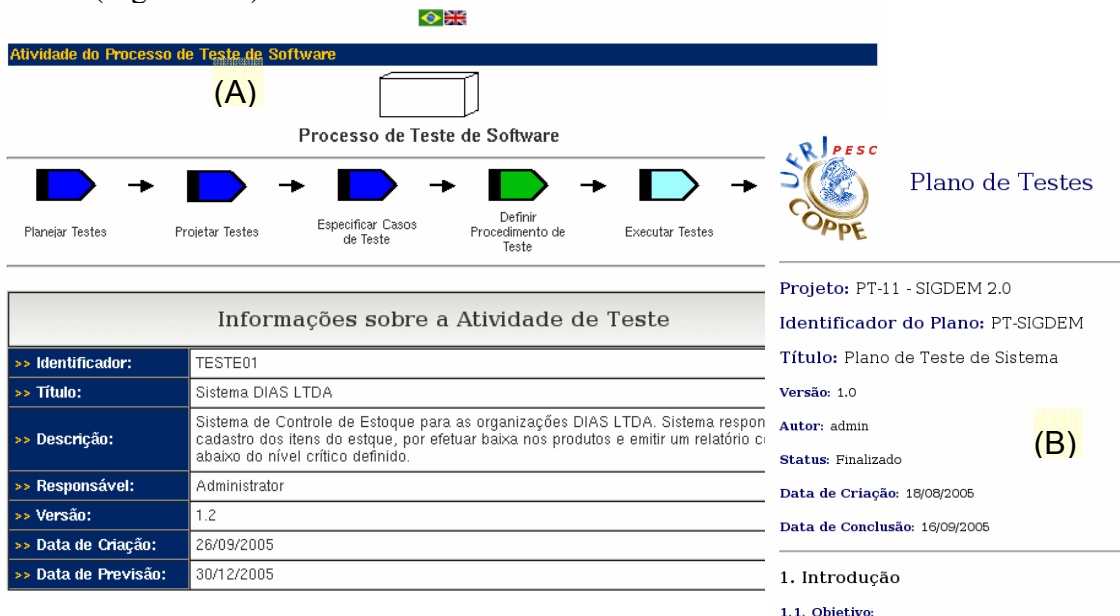 Atividade do Processo de Teste de Software
(A)
Processo de Teste de Software
Planejar Testes
Projetar Testes
Especificar Casos
de Teste
Definir
Procedimento de
Teste
Executar Testes
Informações sobre a Atividade de Teste
>> Identificador: TESTE01
>> Título: Sistema DIAS LTDA
>> Descrição: Sistema de Controle de Estoque para as organizações DIAS LTDA. Sistema respon
cadastro dos itens do estque, por efetuar baixa nos produtos e emitir um relatório
abaixo do nível crítico definido.
>> Responsável: Administrator
>> Versão: 1.2
>> Data de Criação: 26/09/2005
>> Data de Previsão: 30/12/2005
UFRJ PESC
COPPE
Plano de Testes
Projeto: PT-11 - SIGDEM 2.0
Identificador do Plano: PT-SIGDEM
Título: Plano de Teste de Sistema
Versão: 1.0
Autor: admin
(B)
Status: Finalizado
Data de Criação: 18/08/2005
Data de Conclusão: 16/09/2005
1. Introdução
1.1. Objetivo: